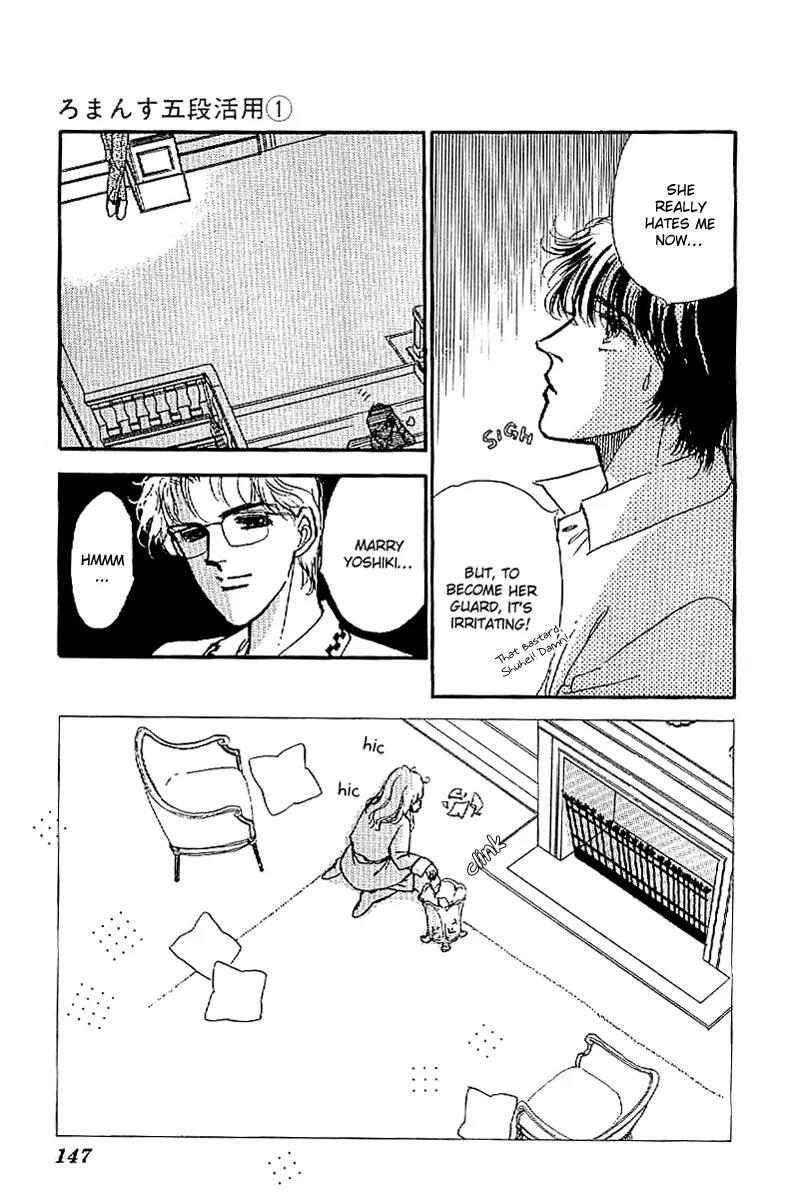 ろまんす五段活用①
SHE
REALLY
HATES ME
NOW...
SIGH
BUT, TO
BECOME HER
GUARD, IT'S
IRRITATING!
That bastard!
Shuhei! Damn!
MARRY
YOSHIKI...
HMMM
...
hic
hic
clink
147